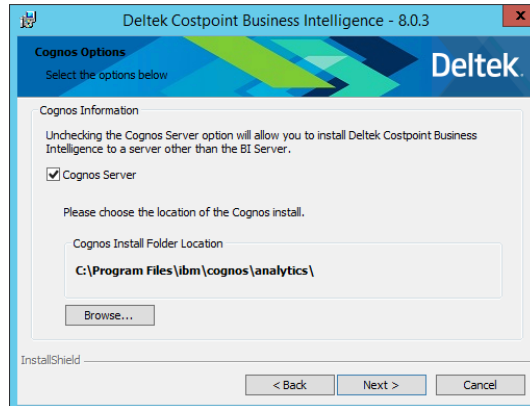 Deltek Costpoint Business Intelligence - 8.0.3
x
Cognos Options
Select the options below
Deltek.
Cognos Information
Unchecking the Cognos Server option will allow you to install Deltek Costpoint Business
Intelligence to a server other than the BI Server.
Cognos Server
Please choose the location of the Cognos install.
Cognos Install Folder Location
C:\Program Files\ibm\cognos\analytics\
Browse...
InstallShield
< Back
Next >
Cancel